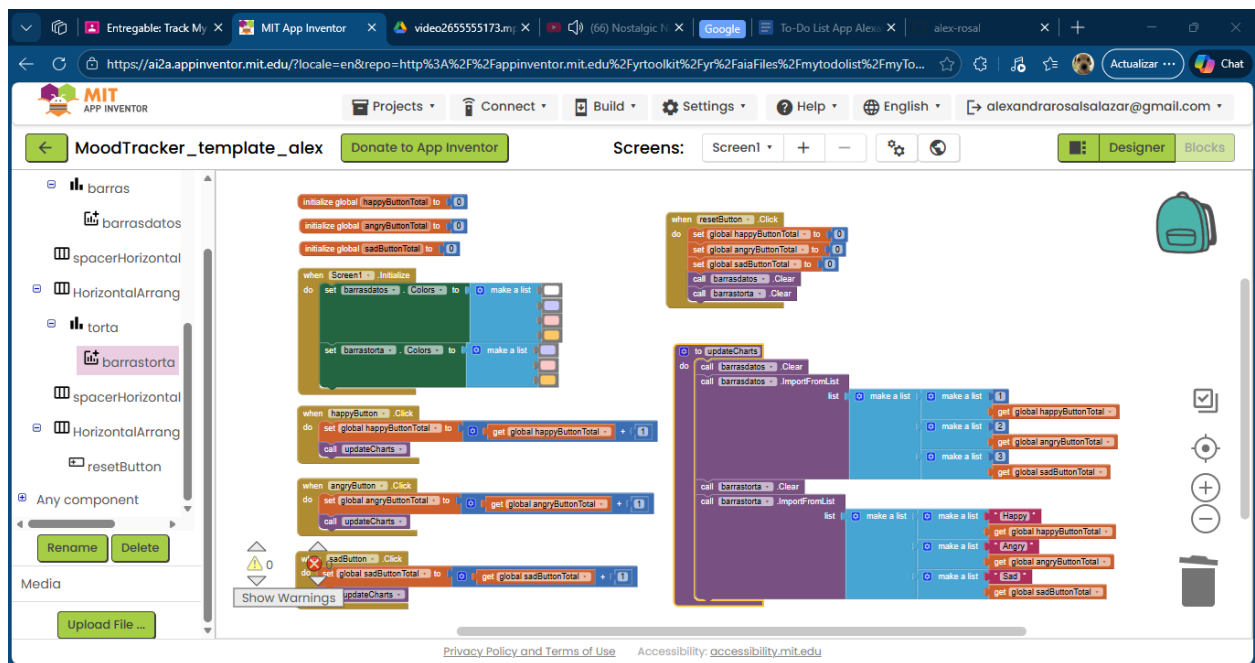 Entregable: Track My
MIT App Inventor
video2655555173.m
(66) Nostalgic N
Google
To-Do List App Alex
alex-rosal
https://ai2a.appinventor.mit.edu/?locale=en&repo=http%3A%2F%2Fappinventor.mit.edu%2Fyrtoolkit%2Fyr%2FaiaFiles%2Fmytodolist%2FmyTo...
Actualizar
Chat
MIT
APP INVENTOR
Projects
Connect
Build
Settings
Help
English
alexandrarosalsalazar@gmail.com
MoodTracker_template_alex
Donate to App Inventor
Screens:
Screen1
Designer
Blocks
barras
barrasdatos
spacerHorizontal
HorizontalArrang
torta
barrastorta
spacerHorizontal
HorizontalArrang
resetButton
Any component
Rename
Delete
Media
Upload File ...
initialize global happyButtonTotal to 0
initialize global angryButtonTotal to 0
initialize global sadButtonTotal to 0
when Screen1 .Initialize
do set barrasdatos . Colors to make a list
set barrastorta . Colors to make a list
when happyButton .Click
do set global happyButtonTotal to get global happyButtonTotal + 1
call updateCharts
when angryButton .Click
do set global angryButtonTotal to get global angryButtonTotal + 1
call updateCharts
sadButton .Click
do set global sadButtonTotal to get global sadButtonTotal + 1
updateCharts
0
Show Warnings
when resetButton .Click
do set global happyButtonTotal to 0
set global angryButtonTotal to 0
set global sadButtonTotal to 0
call barrasdatos .Clear
call barrastorta .Clear
to updateCharts
do call barrasdatos .Clear
call barrasdatos .ImportFromList
list make a list make a list 1
get global happyButtonTotal
make a list 2
get global angryButtonTotal
make a list 3
get global sadButtonTotal
call barrastorta .Clear
call barrastorta .ImportFromList
list make a list make a list " Happy "
get global happyButtonTotal
make a list " Angry "
get global angryButtonTotal
make a list " Sad "
get global sadButtonTotal
Privacy Policy and Terms of Use
Accessibility: accessibility.mit.edu